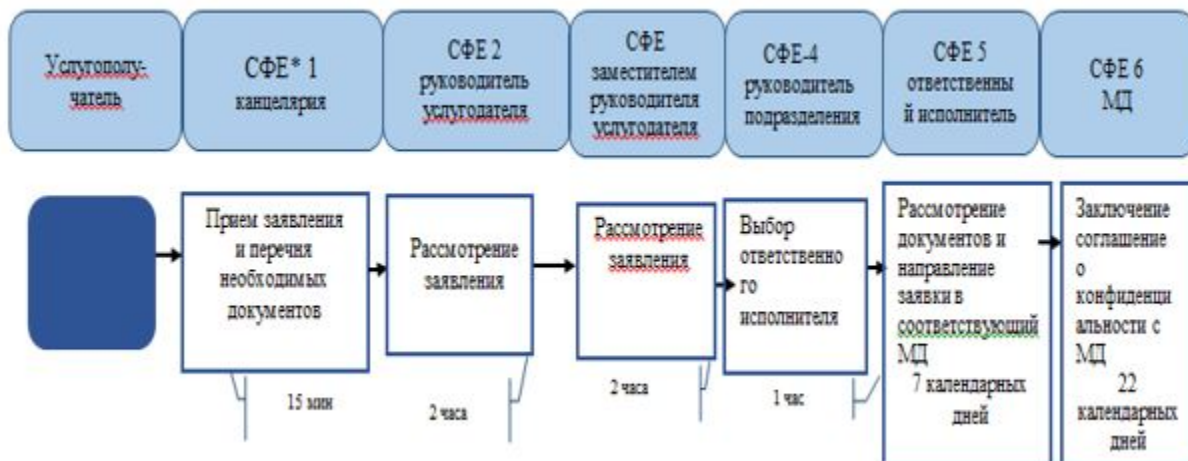 Услугополу-
чатель
СФЕ* 1
канцелярия
СФЕ 2
руководитель
услугодателя
СФЕ
заместителем
руководителя
услугодателя
СФЕ-4
руководитель
подразделения
СФЕ 5
ответственны
й исполнитель
СФЕ 6
МД
Прием заявления
и перечня
необходимых
документов
15 мин
Рассмотрение
заявления
2 часа
Рассмотрение
заявления
2 часа
Выбор
ответственно
го
исполнителя
1 час
Рассмотрение
документов и
направление
заявки в
соответствующий
МД
7 календарных
дней
Заключение
соглашение
о
конфиденци
альности с
МД
22
календарных
дней